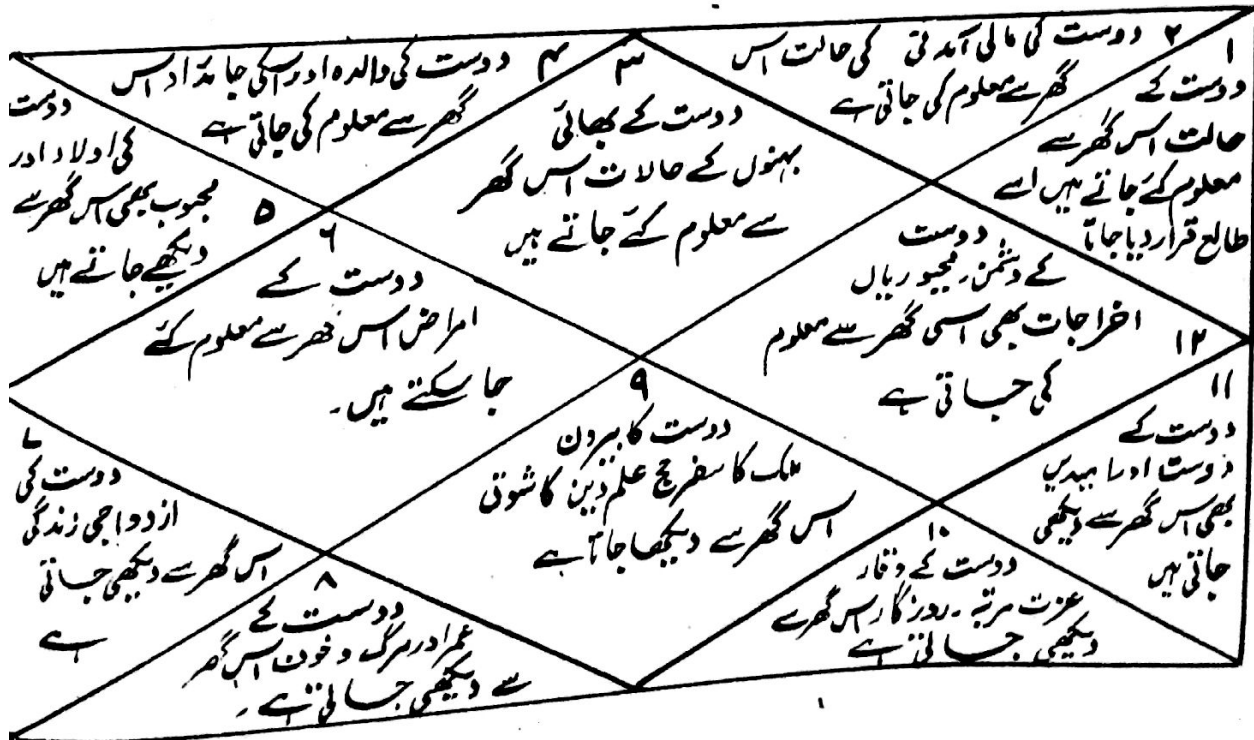 ۱
دوست کے
حالت اس گھر سے
معلوم کئے جاتے ہیں اسے
طالع قرار دیا جاتا
۲ دوست کی مالی آمدنی کی حالت اس
گھر سے معلوم کی جاتی ہے
۳
دوست کے بھائی
بہنوں کے حالات اس گھر
سے معلوم کئے جاتے ہیں
۴ دوست کی والدہ اور اسکی جائداد اس
گھر سے معلوم کی جاتی ہے
دوست
کی اولاد اور
محبوب بھی اس گھر سے
دیکھے جاتے ہیں
۵
۶
دوست کے
امراض اس گھر سے معلوم کئے
جا سکتے ہیں۔
۷
دوست کی
ازدواجی زندگی
اس گھر سے دیکھی جاتی
ہے
۸
دوست کے
عمر اور مرگ و خون اس گھر
سے دیکھی جاتی ہے۔
۹
دوست کا بیرون
ملک کا سفر حج علم دین کا شوق
اس گھر سے دیکھا جاتا ہے
۱۰
دوست کے وقار
عزت مرتبہ۔ روزگار اس گھر سے
دیکھی جاتی ہے
۱۱
دوست کے
دوست اور امیدیں
بھی اس گھر سے دیکھی
جاتی ہیں
دوست
کے دشمن
اخراجات بھی اسی گھر سے معلوم
کی جاتی ہے
۱۲